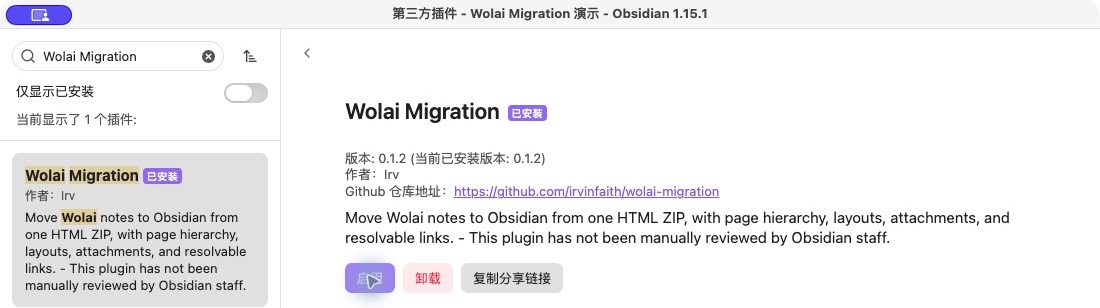 第三方插件 - Wolai Migration 演示 - Obsidian 1.15.1
Wolai Migration
仅显示已安装
当前显示了 1 个插件:
Wolai Migration 已安装
作者：Irv
Move Wolai notes to Obsidian from
one HTML ZIP, with page hierarchy,
layouts, attachments, and resolvable
links. - This plugin has not been
manually reviewed by Obsidian staff.
Wolai Migration 已安装
版本: 0.1.2 (当前已安装版本: 0.1.2)
作者：Irv
Github 仓库地址：https://github.com/irvinfaith/wolai-migration
Move Wolai notes to Obsidian from one HTML ZIP, with page hierarchy, layouts, attachments, and
resolvable links. - This plugin has not been manually reviewed by Obsidian staff.
启用 卸载 复制分享链接